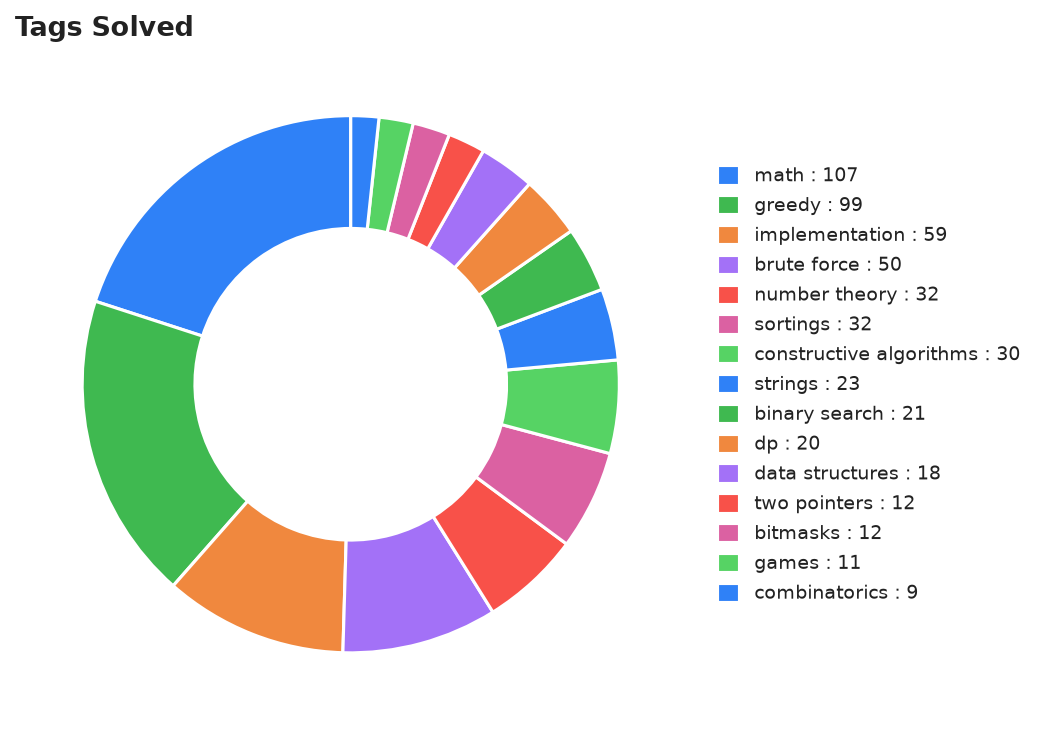 Tags Solved
math : 107
greedy : 99
implementation : 59
brute force : 50
number theory : 32
sortings : 32
constructive algorithms : 30
strings : 23
binary search : 21
dp : 20
data structures : 18
two pointers : 12
bitmasks : 12
games : 11
combinatorics : 9